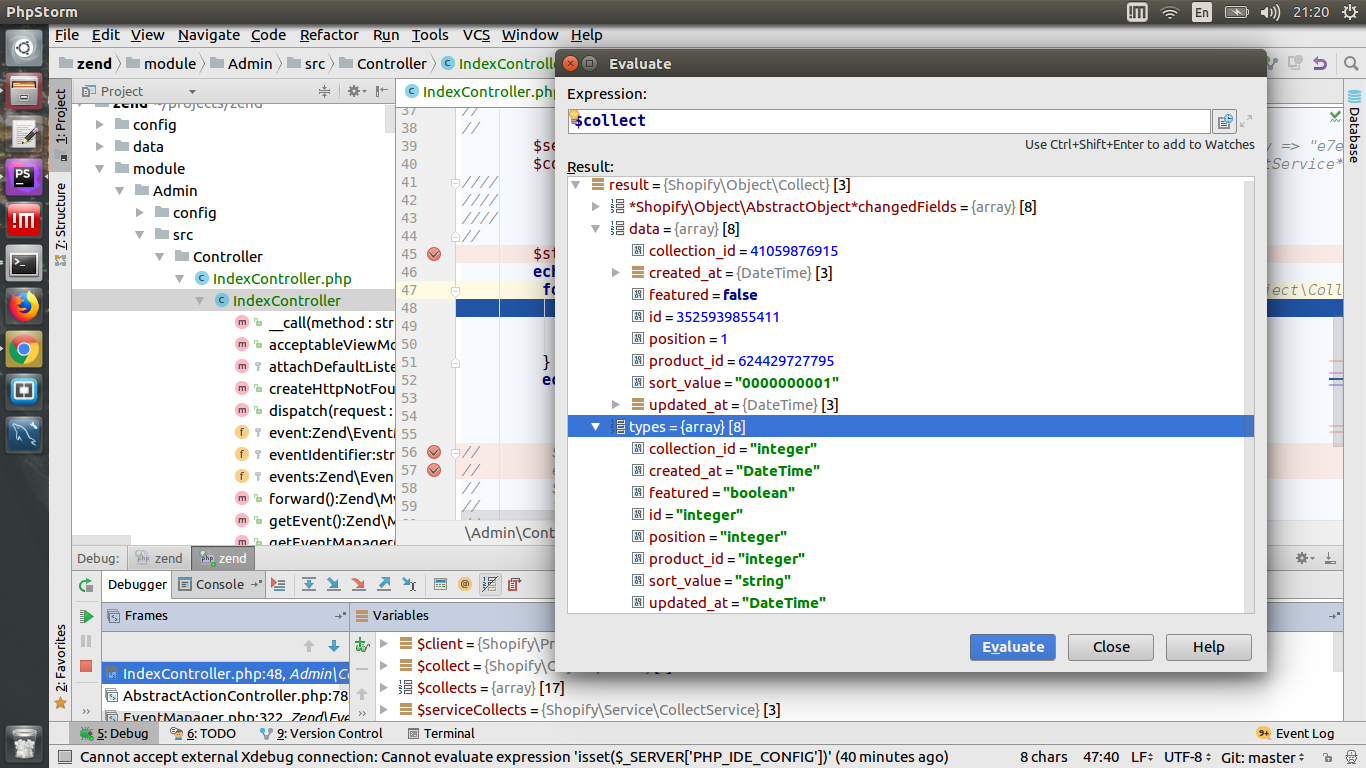 PhpStorm
En
21:20
File Edit View Navigate Code Refactor Run Tools VCS Window Help
zend module Admin src Controller IndexControlle
Evaluate
Expression:
$collect
Use Ctrl+Shift+Enter to add to Watches
Result:
result = {Shopify\Object\Collect} [3]
*Shopify\Object\AbstractObject*changedFields = {array} [8]
data = {array} [8]
collection_id = 41059876915
created_at = {DateTime} [3]
featured = false
id = 3525939855411
position = 1
product_id = 624429727795
sort_value = "0000000001"
updated_at = {DateTime} [3]
types = {array} [8]
collection_id = "integer"
created_at = "DateTime"
featured = "boolean"
id = "integer"
position = "integer"
product_id = "integer"
sort_value = "string"
updated_at = "DateTime"
Evaluate Close Help
1: Project
7: Structure
2: Favorites
Database
Project
zend ~/projects/zend
config
data
module
Admin
config
src
Controller
IndexController.php
IndexController
__call(method : str
acceptableViewMo
attachDefaultListe
createHttpNotFou
dispatch(request :
event:Zend\EventM
eventIdentifier:str
events:Zend\Even
forward():Zend\Mv
getEvent():Zend\M
getEventManager(
IndexController.php
37 //
38 //
39 $se y => "e7e
40 $co tService*
41 ////
42 ////
43 ////
44 //
45 $st
46 ech
47 fo ject\Coll
48
49
50
51 }
52 ec
53
54
55
56 // $
57 // e
58 //
59 //
\Admin\Cont
Debug: zend zend
Debugger Console
Frames
IndexController.php:48, Admin\Co
AbstractActionController.php:78
EventManager.php:322, Zend\Eve
Variables
$client = {Shopify\Pr
$collect = {Shopify\O
$collects = {array} [17]
$serviceCollects = {Shopify\Service\CollectService} [3]
5: Debug 6: TODO 9: Version Control Terminal 9+ Event Log
Cannot accept external Xdebug connection: Cannot evaluate expression 'isset($_SERVER['PHP_IDE_CONFIG'])' (40 minutes ago) 8 chars 47:40 LF UTF-8 Git: master